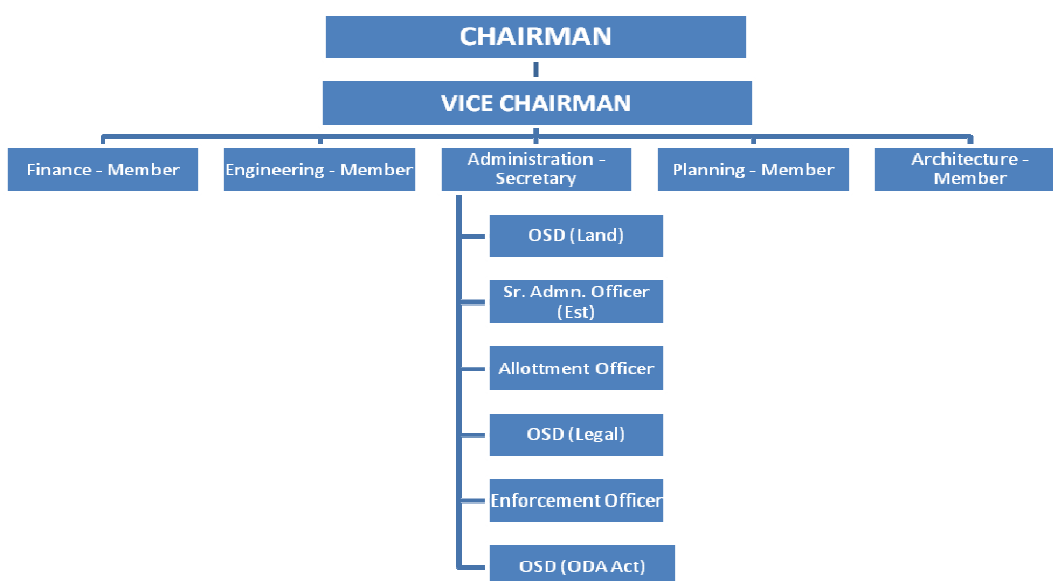 CHAIRMAN
VICE CHAIRMAN
Finance - Member
Engineering - Member
Administration -
Secretary
Planning - Member
Architecture -
Member
OSD (Land)
Sr. Admn. Officer
(Est)
Allottment Officer
OSD (Legal)
Enforcement Officer
OSD (ODA Act)